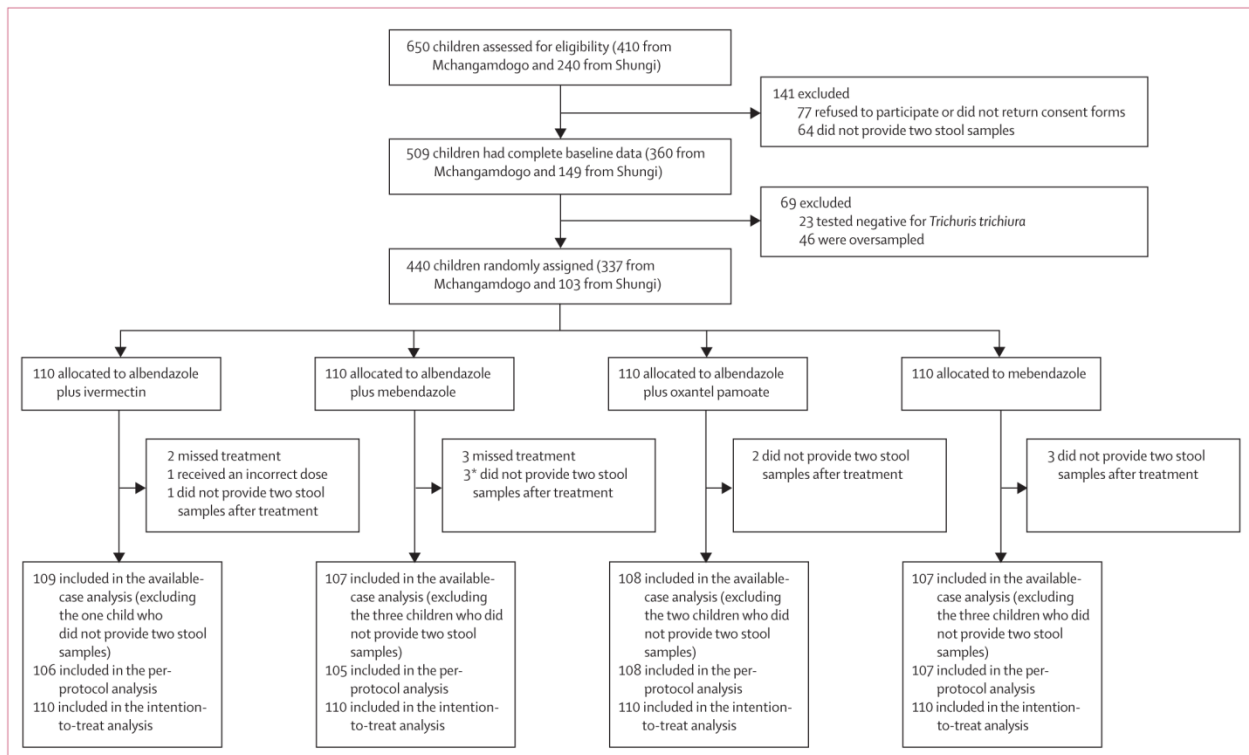 650 children assessed for eligibility (410 from
Mchangamdogo and 240 from Shungi)
141 excluded
77 refused to participate or did not return consent forms
64 did not provide two stool samples
509 children had complete baseline data (360 from
Mchangamdogo and 149 from Shungi)
69 excluded
23 tested negative for Trichuris trichiura
46 were oversampled
440 children randomly assigned (337 from
Mchangamdogo and 103 from Shungi)
110 allocated to albendazole
plus ivermectin
110 allocated to albendazole
plus mebendazole
110 allocated to albendazole
plus oxantel pamoate
110 allocated to mebendazole
2 missed treatment
1 received an incorrect dose
1 did not provide two stool
samples after treatment
3 missed treatment
3* did not provide two stool
samples after treatment
2 did not provide two stool
samples after treatment
3 did not provide two stool
samples after treatment
109 included in the available-
case analysis (excluding
the one child who
did not provide two stool
samples)
106 included in the per-
protocol analysis
110 included in the intention-
to-treat analysis
107 included in the available-
case analysis (excluding
the three children who did
not provide two stool
samples)
105 included in the per-
protocol analysis
110 included in the intention-
to-treat analysis
108 included in the available-
case analysis (excluding
the two children who did
not provide two stool
samples)
108 included in the per-
protocol analysis
110 included in the intention-
to-treat analysis
107 included in the available-
case analysis (excluding
the three children who did
not provide two stool
samples)
107 included in the per-
protocol analysis
110 included in the intention-
to-treat analysis